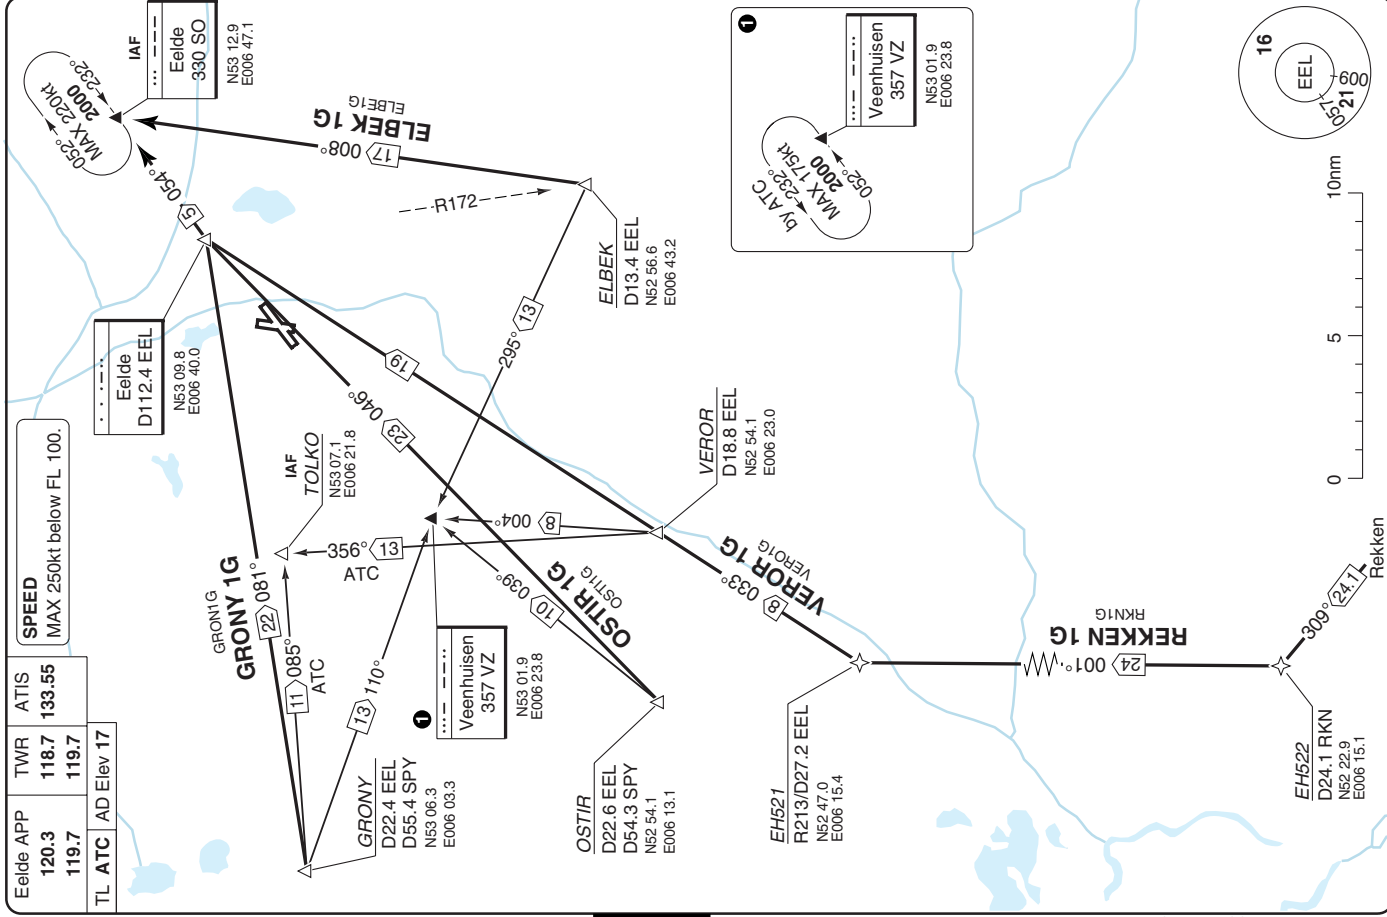 Eelde APP
120.3
119.7
TWR
118.7
119.7
ATIS
133.55
TL ATC
AD Elev 17
SPEED
MAX 250kt below FL 100.
Eelde
D112.4 EEL
N53 09.8
E006 40.0
IAF
Eelde
330 SO
N53 12.9
E006 47.1
052°
MAX 220kt
2000
232°
5
054°
ELBEK 1G
ELBE1G
17
008°
R172
ELBEK
D13.4 EEL
N52 56.6
E006 43.2
295°
13
GRON1G
GRONY 1G
22
081°
11
085°
ATC
13
110°
GRONY
D22.4 EEL
D55.4 SPY
N53 06.3
E006 03.3
IAF
TOLKO
N53 07.1
E006 21.8
046°
23
19
1
Veenhuisen
357 VZ
N53 01.9
E006 23.8
356°
13
ATC
8
004°
039°
10
OSTIR 1G
OSTI1G
OSTIR
D22.6 EEL
D54.3 SPY
N52 54.1
E006 13.1
VEROR
D18.8 EEL
N52 54.1
E006 23.0
VEROR 1G
VERO1G
033°
8
EH521
R213/D27.2 EEL
N52 47.0
E006 15.4
REKKEN 1G
RKN1G
24
001°
EH522
D24.1 RKN
N52 22.9
E006 15.1
309°
24.1
Rekken
1
by ATC
232°
MAX 175kt
2000
052°
Veenhuisen
357 VZ
N53 01.9
E006 23.8
0
5
10nm
16
EEL
057
21
009